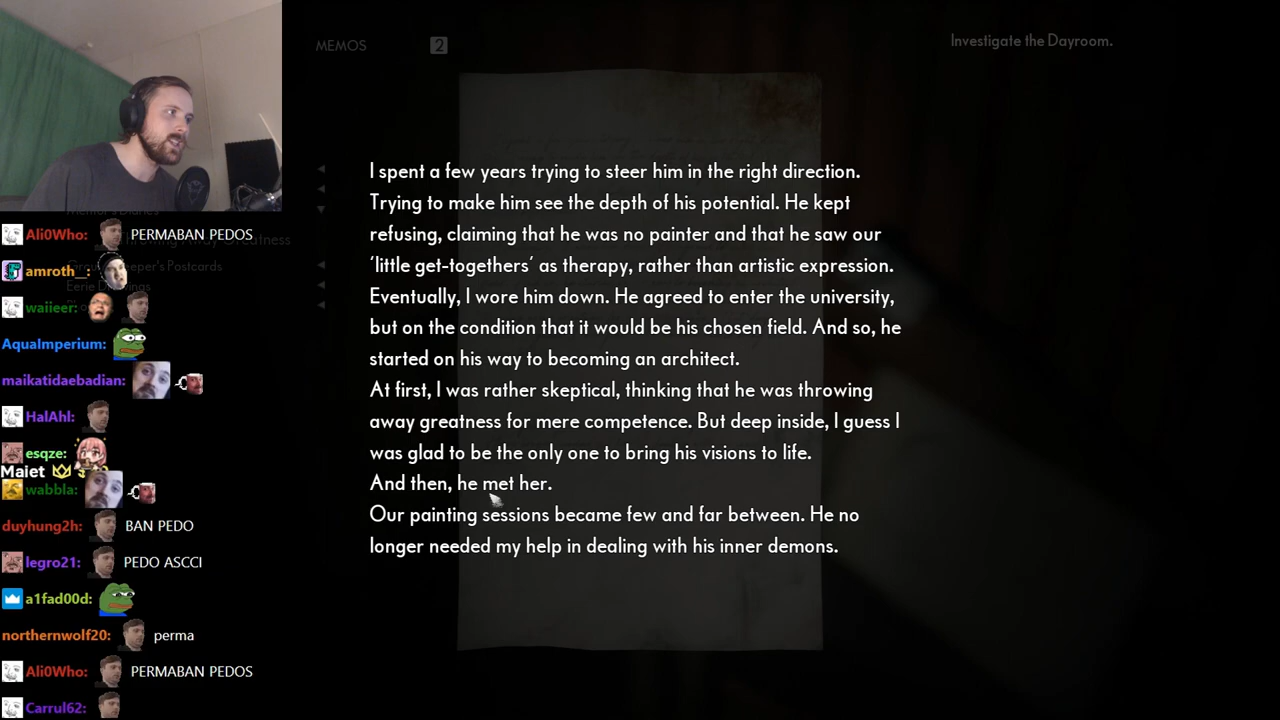 MEMOS 2
Investigate the Dayroom.
I spent a few years trying to steer him in the right direction.
Trying to make him see the depth of his potential. He kept
refusing, claiming that he was no painter and that he saw our
'little get-togethers' as therapy, rather than artistic expression.
Eventually, I wore him down. He agreed to enter the university,
but on the condition that it would be his chosen field. And so, he
started on his way to becoming an architect.
At first, I was rather skeptical, thinking that he was throwing
away greatness for mere competence. But deep inside, I guess I
was glad to be the only one to bring his visions to life.
And then, he met her.
Our painting sessions became few and far between. He no
longer needed my help in dealing with his inner demons.
Ali0Who: PERMABAN PEDOS
amroth_:
waiieer:
AquaImperium:
maikatidaebadian:
HalAhl:
esqze:
Maiet
wabbla:
duyhung2h: BAN PEDO
legro21: PEDO ASCCI
a1fad00d:
northernwolf20: perma
Ali0Who: PERMABAN PEDOS
Carrul62: